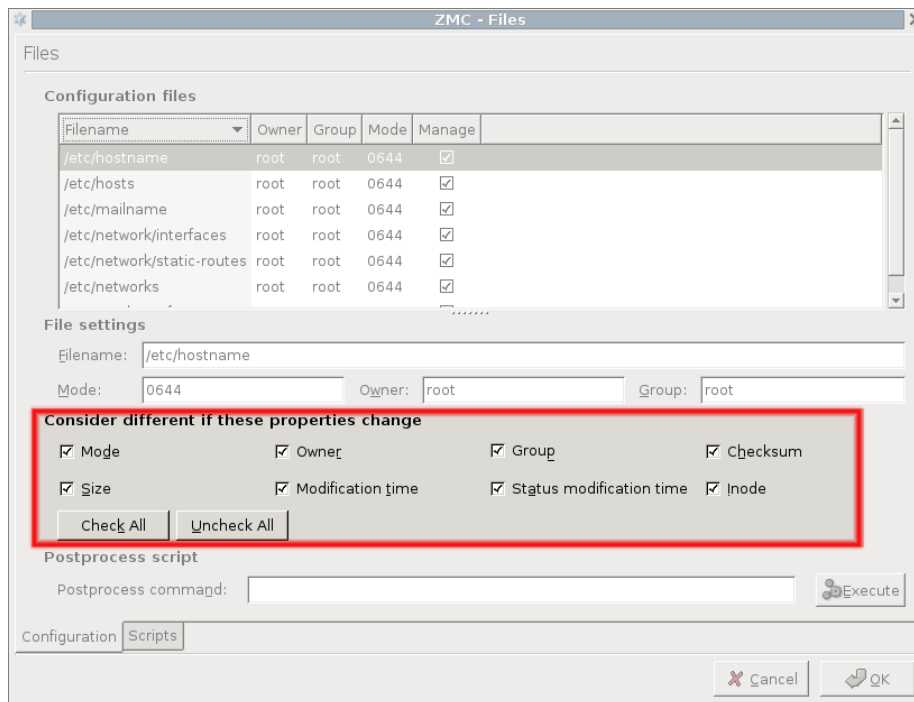 ZMC - Files
Files
Configuration files
Filename Owner Group Mode Manage
/etc/hostname root root 0644
/etc/hosts root root 0644
/etc/mailname root root 0644
/etc/network/interfaces root root 0644
/etc/network/static-routes root root 0644
/etc/networks root root 0644
File settings
Filename: /etc/hostname
Mode: 0644 Owner: root Group: root
Consider different if these properties change
Mode Owner Group Checksum
Size Modification time Status modification time Inode
Check All Uncheck All
Postprocess script
Postprocess command: Execute
Configuration Scripts
Cancel OK